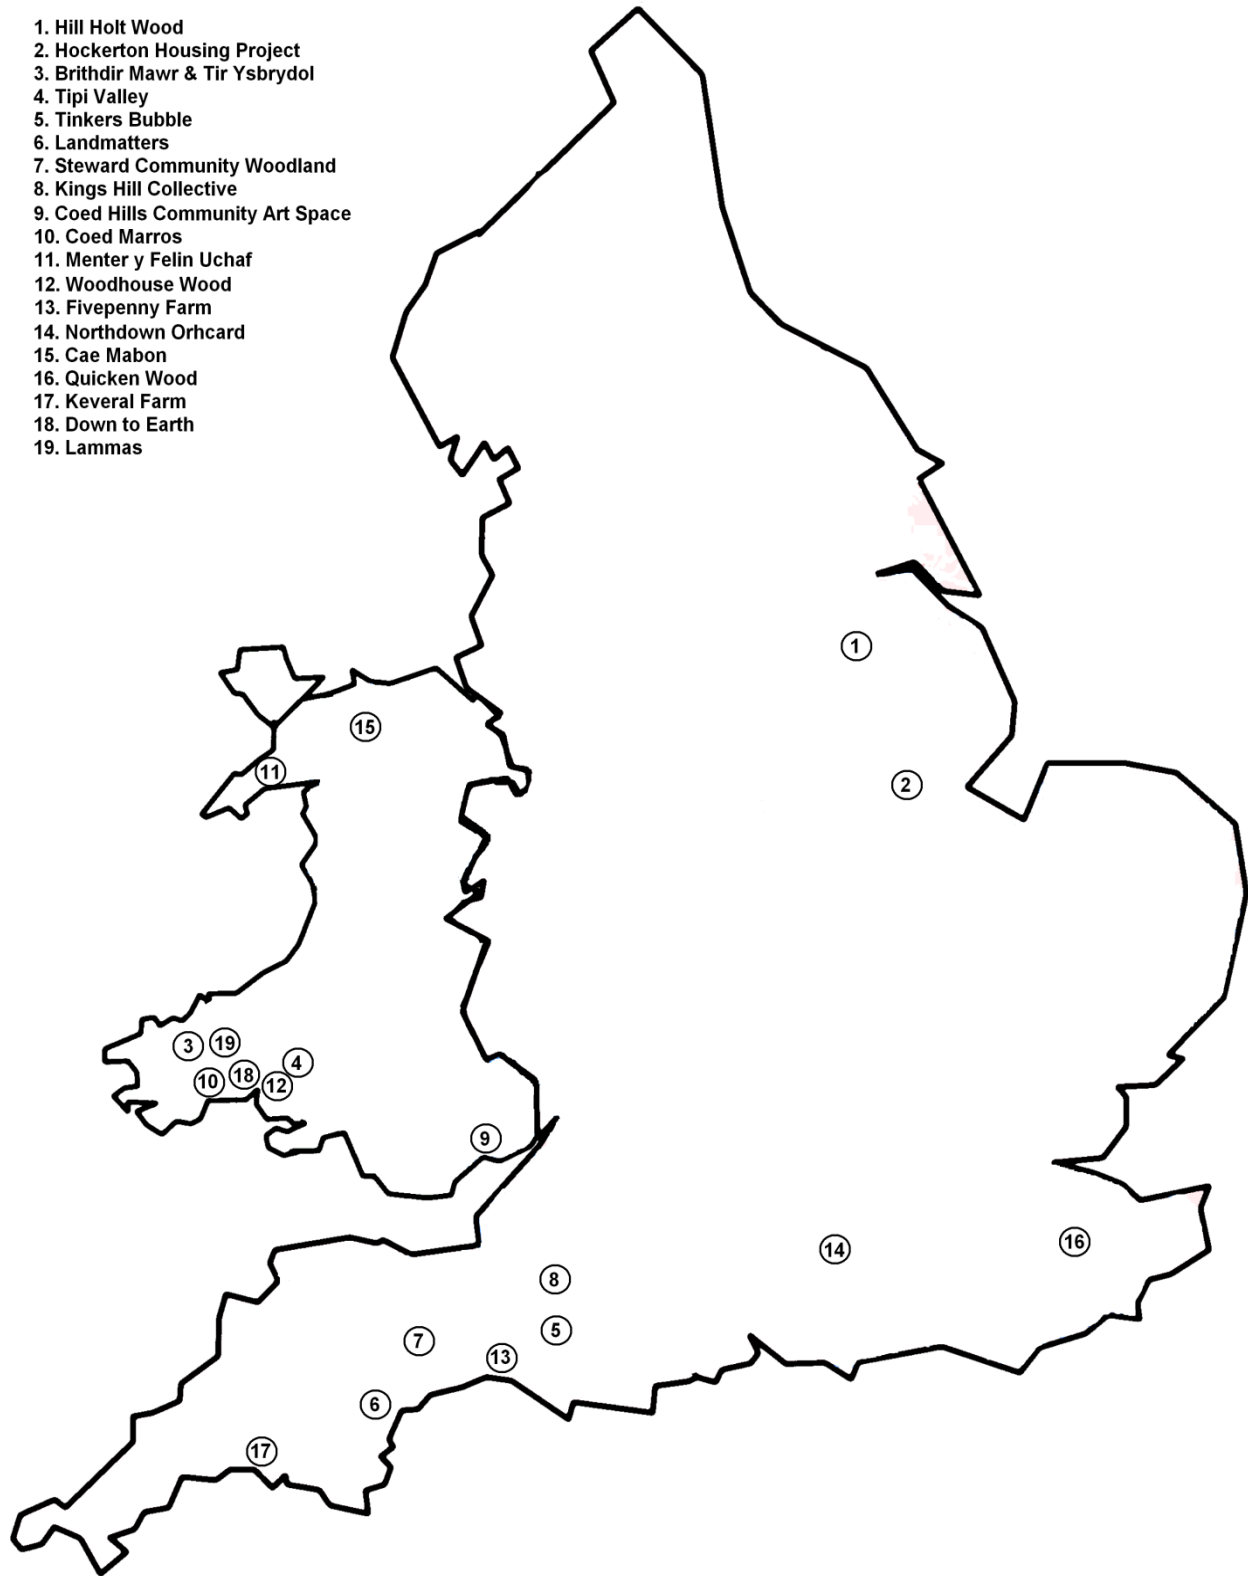 1. Hill Holt Wood
2. Hockerton Housing Project
3. Brithdir Mawr & Tir Ysbrydol
4. Tipi Valley
5. Tinkers Bubble
6. Landmatters
7. Steward Community Woodland
8. Kings Hill Collective
9. Coed Hills Community Art Space
10. Coed Marros
11. Menter y Felin Uchaf
12. Woodhouse Wood
13. Fivepenny Farm
14. Northdown Orhcard
15. Cae Mabon
16. Quicken Wood
17. Keveral Farm
18. Down to Earth
19. Lammas
1
15
11
2
3
19
4
18
10
12
9
14
16
8
5
7
13
6
17